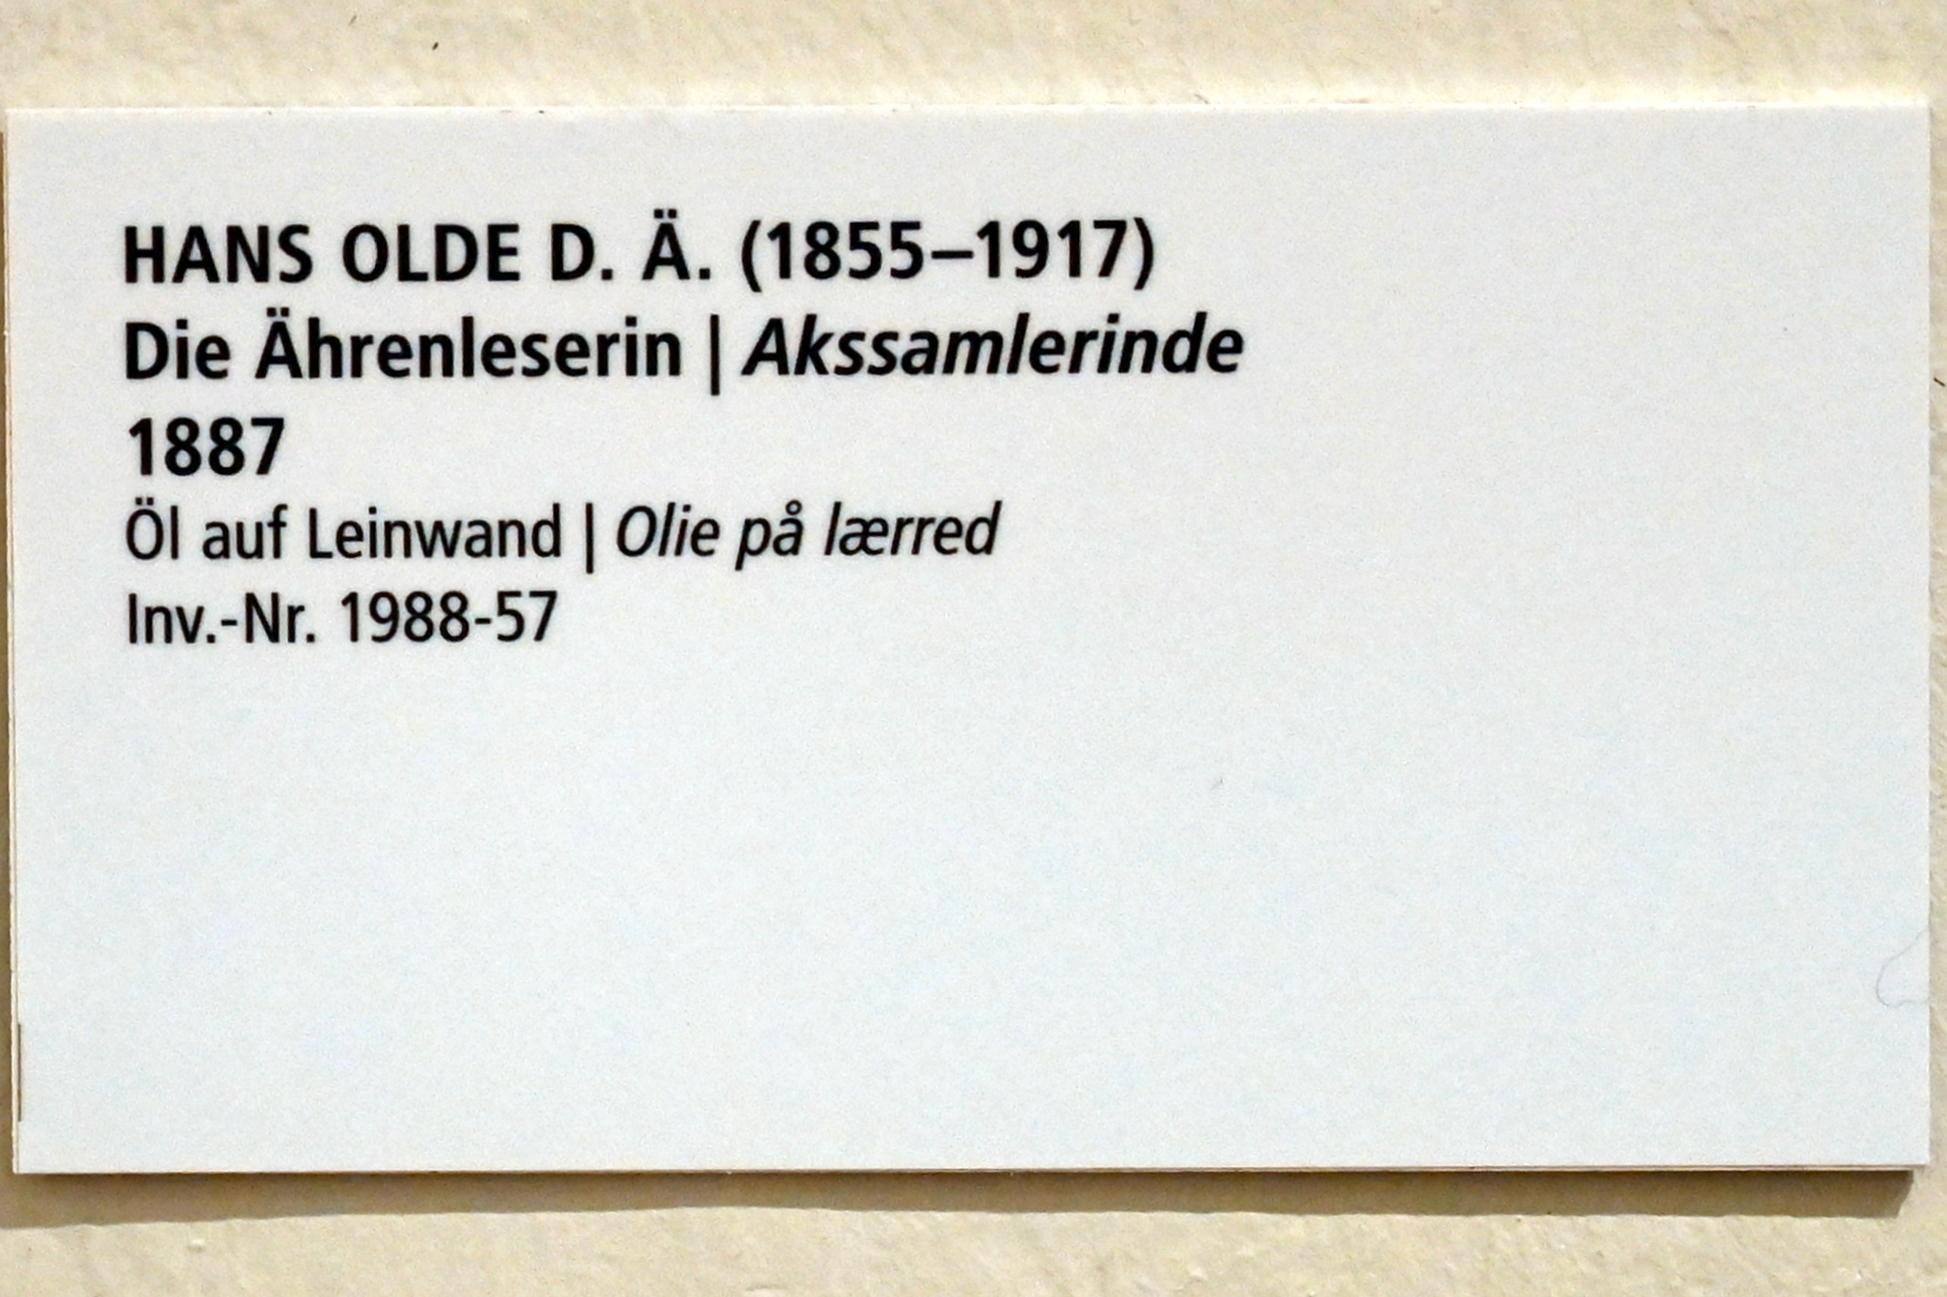 HANS OLDE D. Ä. (1855–1917)
Die Ährenleserin | Akssamlerinde
1887
Öl auf Leinwand | Olie på lærred
Inv.-Nr. 1988-57